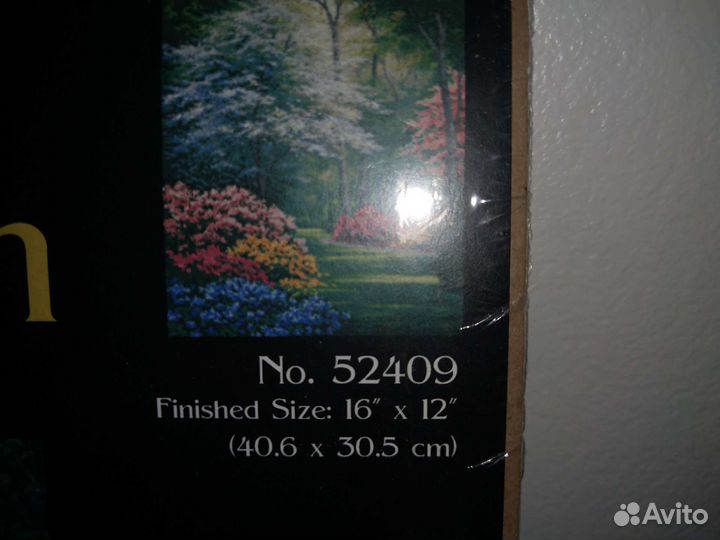 n
No. 52409
Finished Size: 16" x 12"
(40.6 x 30.5 cm)
Avito